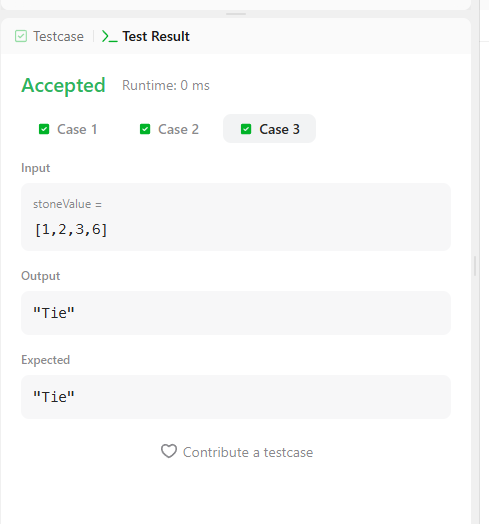 Testcase
Test Result
Accepted Runtime: 0 ms
Case 1 Case 2 Case 3
Input
stoneValue =
[1,2,3,6]
Output
"Tie"
Expected
"Tie"
Contribute a testcase